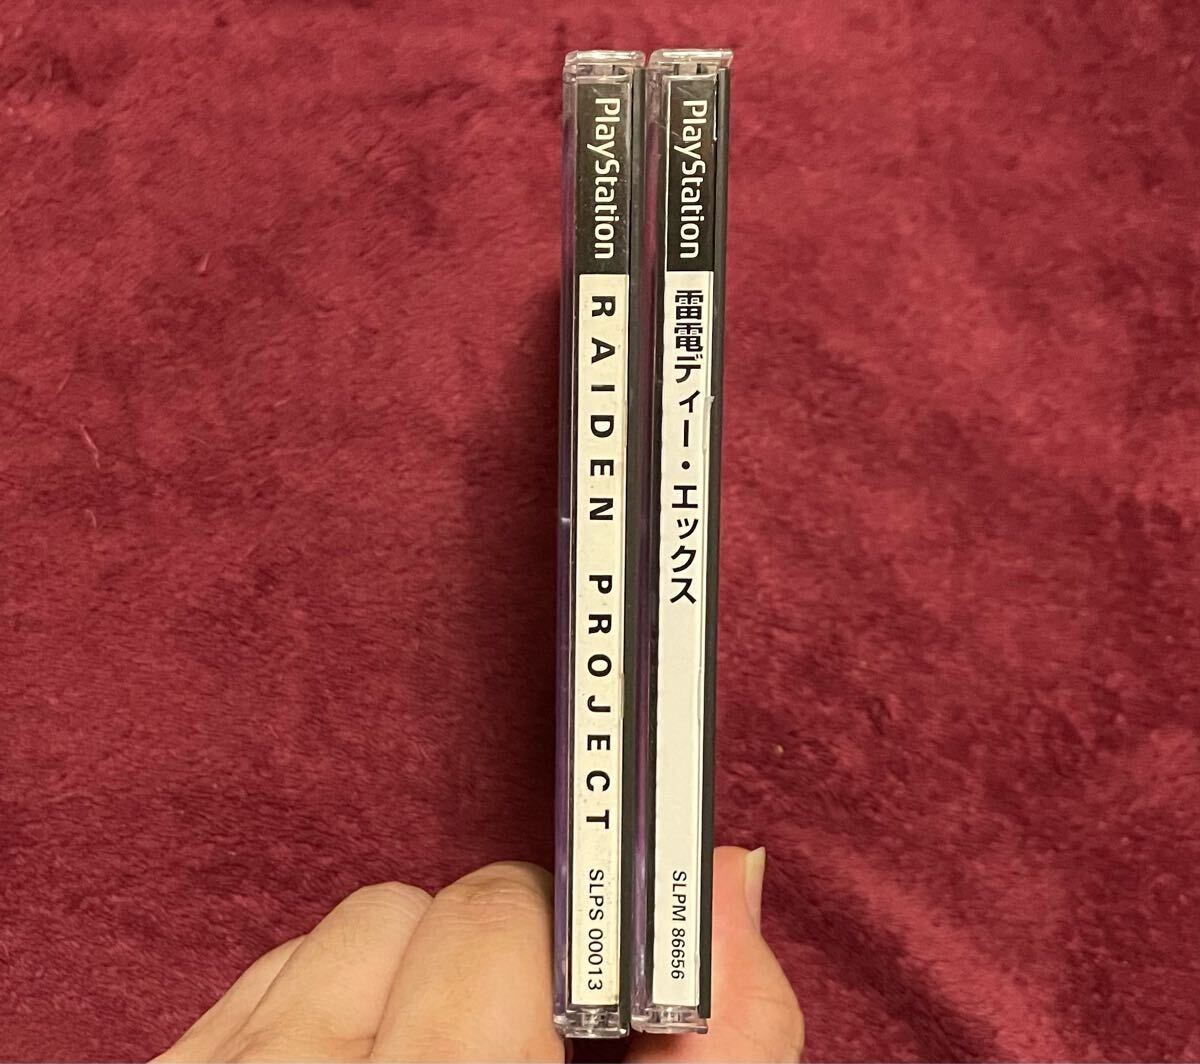 PlayStation
RAIDEN PROJECT
SLPS 00013
PlayStation
雷電ディー・エックス
SLPM 86656